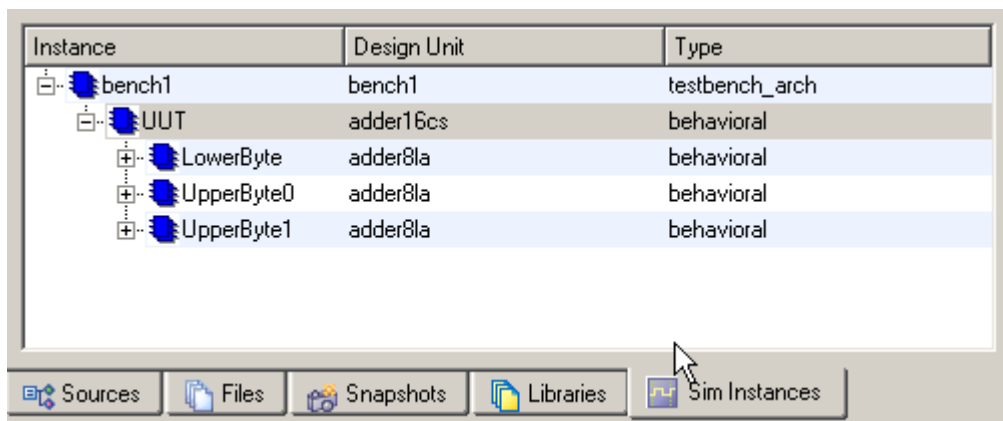 Instance Design Unit Type
bench1 bench1 testbench_arch
UUT adder16cs behavioral
LowerByte adder8la behavioral
UpperByte0 adder8la behavioral
UpperByte1 adder8la behavioral
Sources Files Snapshots Libraries Sim Instances